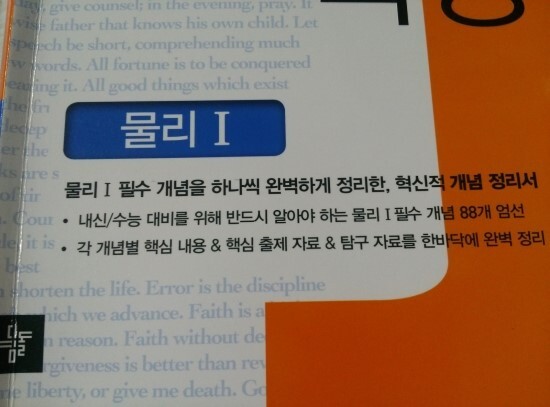 give counsel; in the evening, pray. It
wise father that knows his own child. Let
speech be short, comprehending much
words. All fortune is to be conquered
bearing it. All good things which exist
물리 I
물리 I 필수 개념을 하나씩 완벽하게 정리한, 혁신적 개념 정리서
• 내신/수능 대비를 위해 반드시 알아야 하는 물리 I 필수 개념 88개 엄선
• 각 개념별 핵심 내용 & 핵심 출제 자료 & 탐구 자료를 한바닥에 완벽 정리
best
shorten the life. Error is the discipline
which we advance. Faith is a
reason. Faith without de
forgiveness is better than rev
me liberty, or give me death. Go